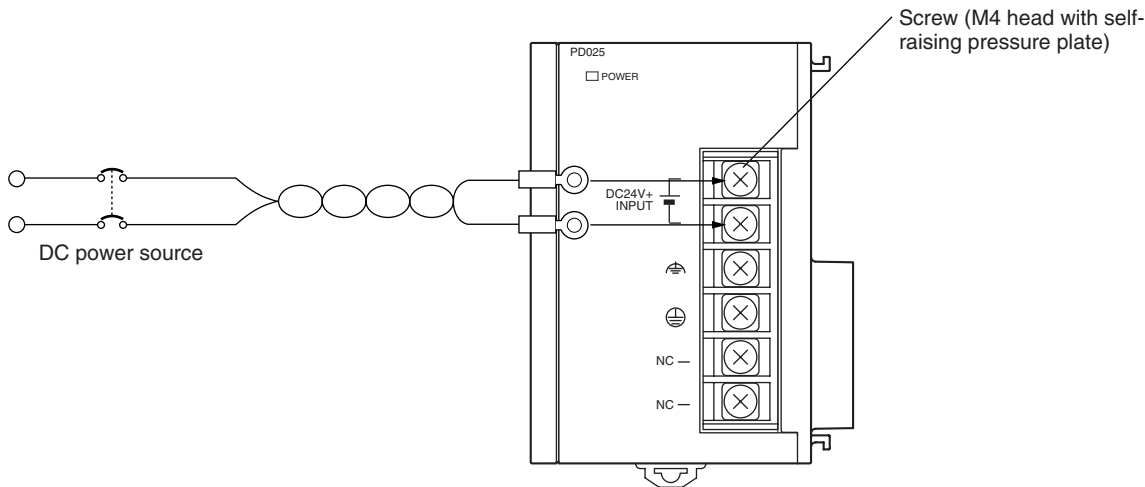 Screw (M4 head with self-
raising pressure plate)
PD025
POWER
DC24V+
INPUT
DC power source
NC
NC